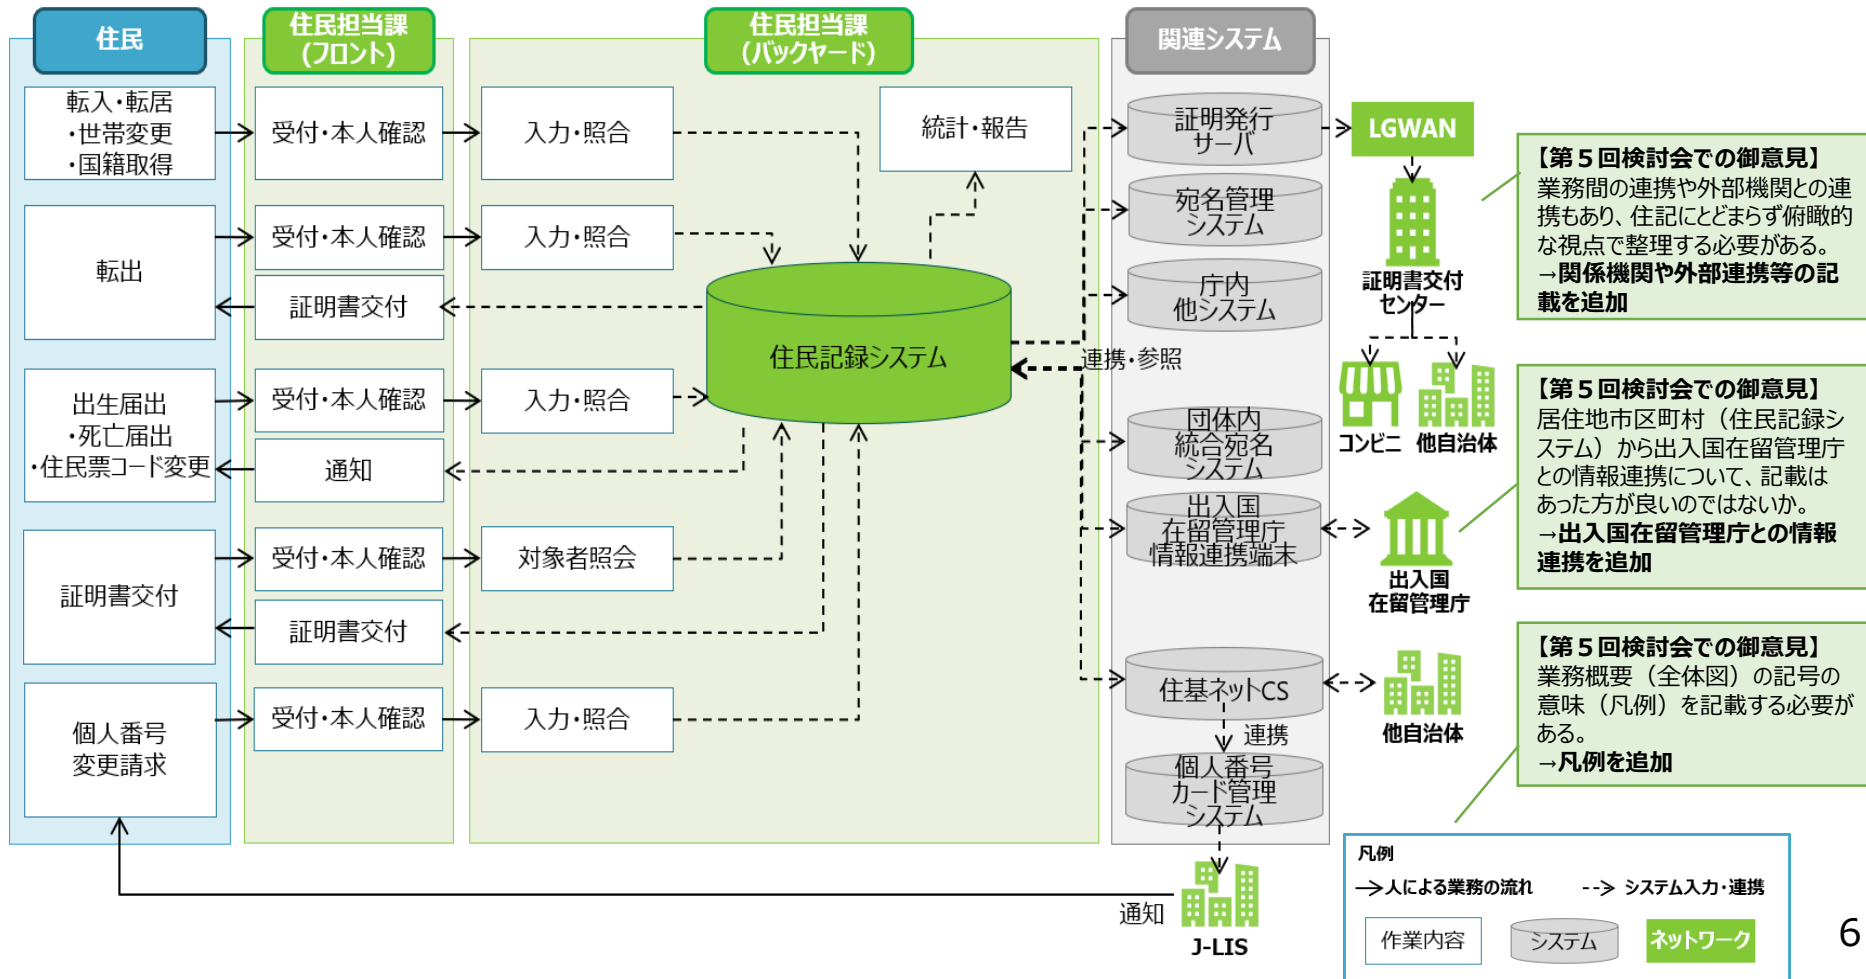 住民
住民担当課
(フロント)
住民担当課
(バックヤード)
関連システム
転入・転居
・世帯変更
・国籍取得
受付・本人確認
入力・照合
統計・報告
転出
受付・本人確認
入力・照合
証明書交付
住民記録システム
出生届出
・死亡届出
・住民票コード変更
受付・本人確認
入力・照合
通知
証明書交付
受付・本人確認
対象者照会
証明書交付
個人番号
変更請求
受付・本人確認
入力・照合
連携・参照
証明発行
サーバ
宛名管理
システム
庁内
他システム
団体内
統合宛名
システム
出入国
在留管理庁
情報連携端末
住基ネットCS
連携
個人番号
カード管理
システム
通知
J-LIS
LGWAN
証明書交付
センター
コンビニ
他自治体
出入国
在留管理庁
他自治体
【第５回検討会での御意見】
業務間の連携や外部機関との連
携もあり、住記にとどまらず俯瞰的
な視点で整理する必要がある。
→関係機関や外部連携等の記
載を追加
【第５回検討会での御意見】
居住地市区町村（住民記録シ
ステム）から出入国在留管理庁
との情報連携について、記載は
あった方が良いのではないか。
→出入国在留管理庁との情報
連携を追加
【第５回検討会での御意見】
業務概要（全体図）の記号の
意味（凡例）を記載する必要が
ある。
→凡例を追加
凡例
人による業務の流れ
システム入力・連携
作業内容
システム
ネットワーク
6